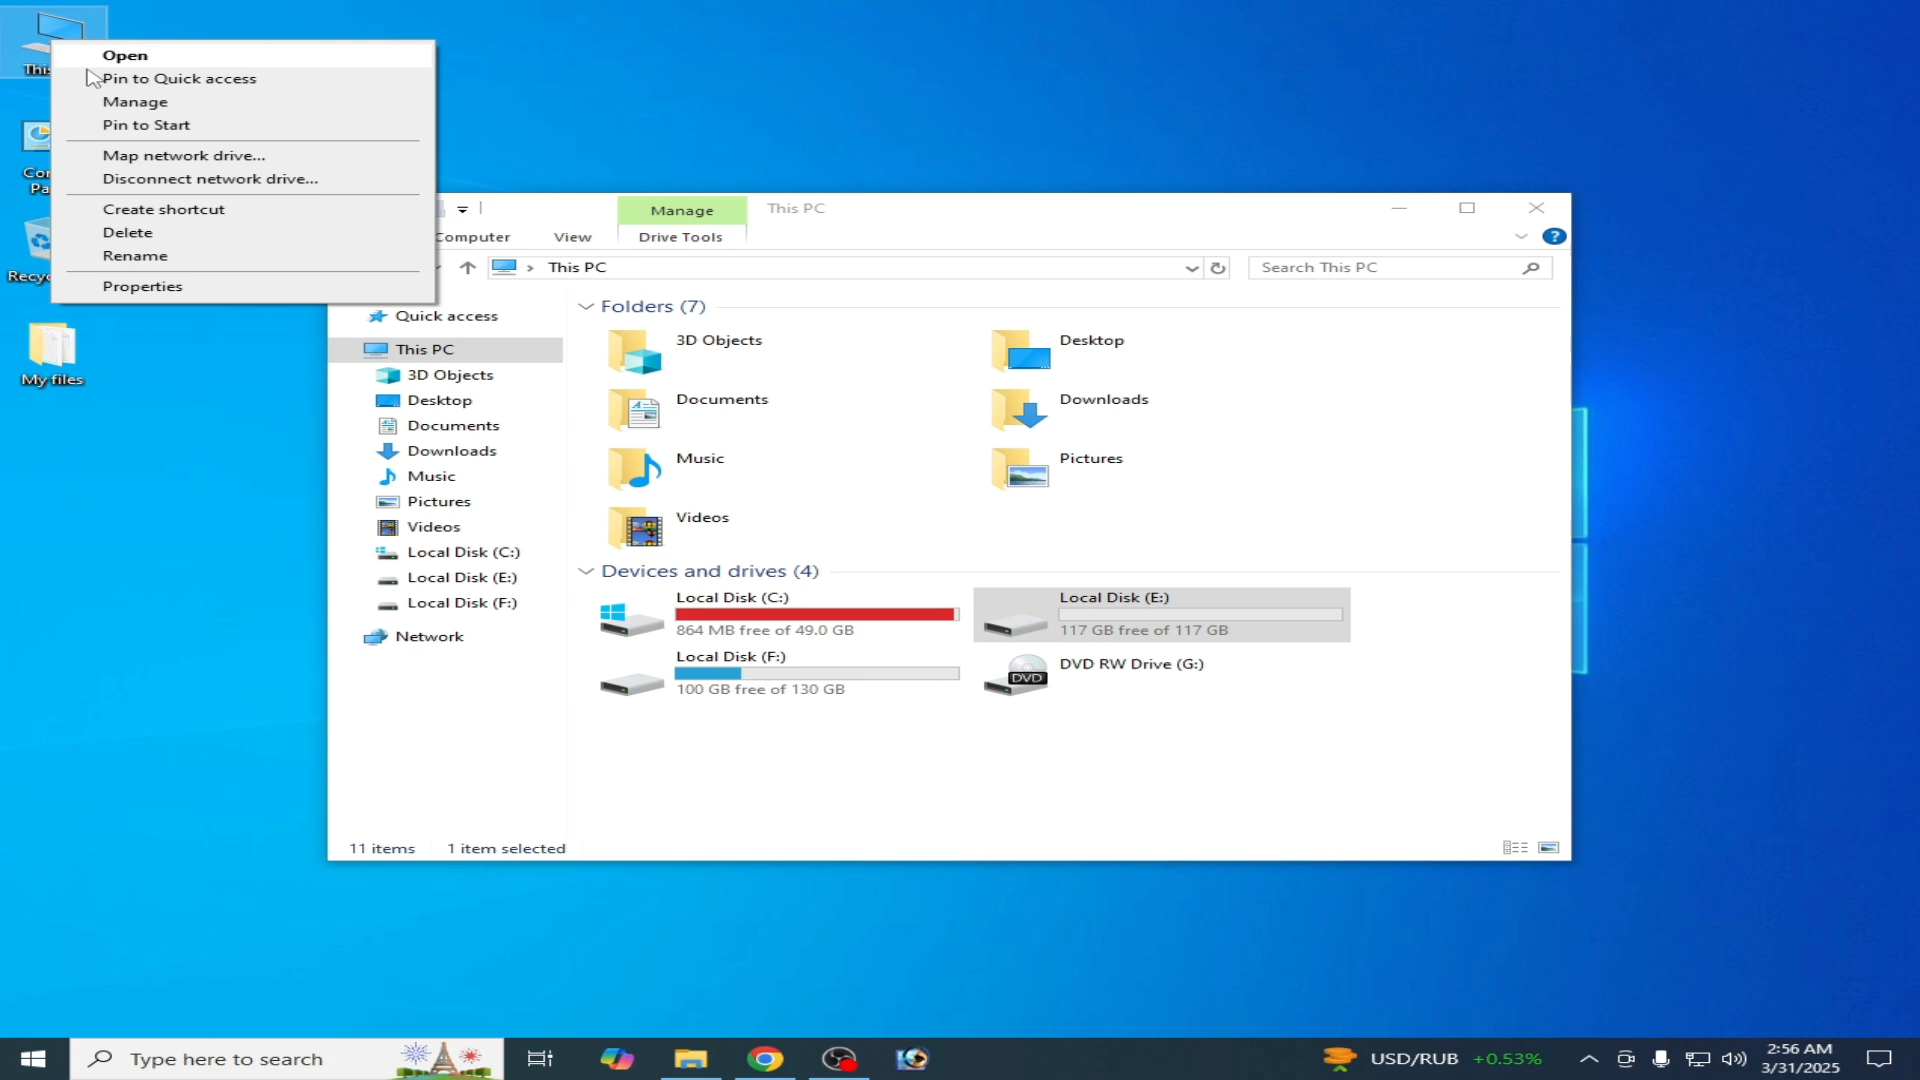 This
Open
Pin to Quick access
Manage
Pin to Start
Map network drive...
Disconnect network drive...
Create shortcut
Delete
Rename
Properties
My files
Manage
This PC
Computer
View
Drive Tools
?
This PC
Search This PC
Quick access
This PC
3D Objects
Desktop
Documents
Downloads
Music
Pictures
Videos
Local Disk (C:)
Local Disk (E:)
Local Disk (F:)
Network
Folders (7)
3D Objects
Desktop
Documents
Downloads
Music
Pictures
Videos
Devices and drives (4)
Local Disk (C:)
864 MB free of 49.0 GB
Local Disk (E:)
117 GB free of 117 GB
Local Disk (F:)
100 GB free of 130 GB
DVD
DVD RW Drive (G:)
11 items
1 item selected
Type here to search
USD/RUB +0.53%
2:56 AM
3/31/2025